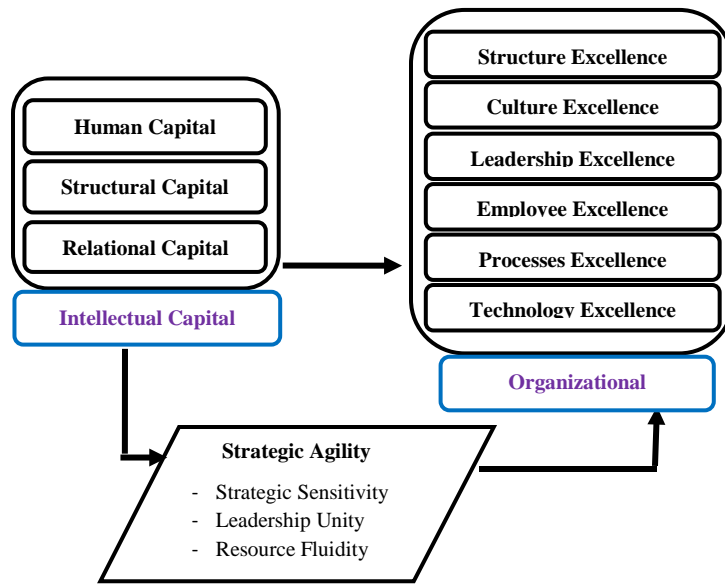 Human Capital
Structural Capital
Relational Capital
Intellectual Capital
Structure Excellence
Culture Excellence
Leadership Excellence
Employee Excellence
Processes Excellence
Technology Excellence
Organizational
Strategic Agility
- Strategic Sensitivity
- Leadership Unity
- Resource Fluidity